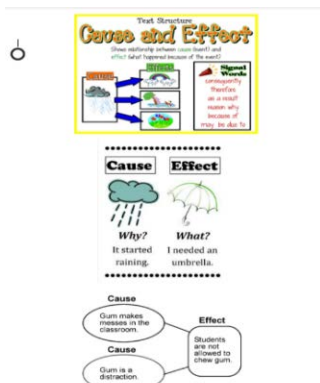 Text Structure
Cause and Effect
Shows relationship between cause (event) and
effect (what happened because of the event)
Signal
Words
consequently
therefore
as a result
reason why
because of
may be due to
Cause Effect
Why? What?
It started I needed an
raining. umbrella.
Cause
Gum makes
messes in the
classroom.
Effect
Students
are not
allowed to
chew gum.
Cause
Gum is a
distraction.